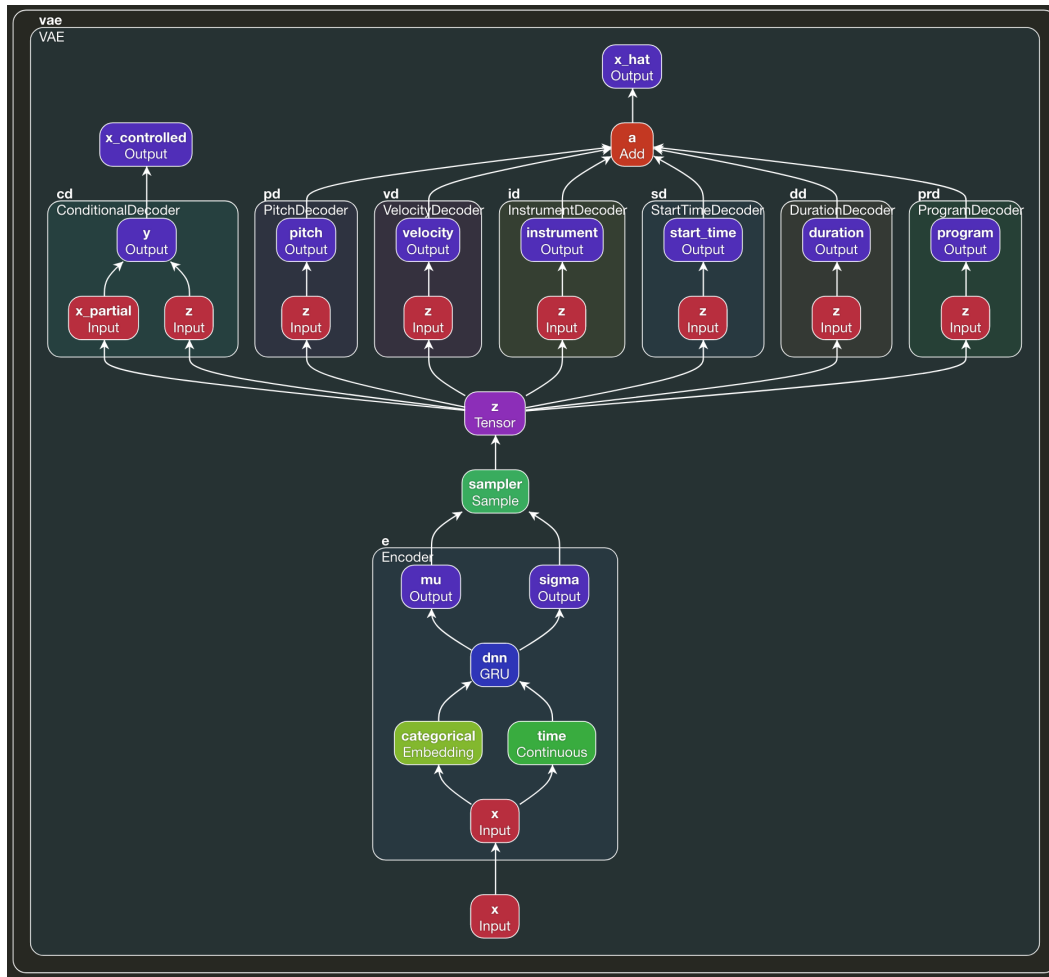 vae
VAE
x_hat
Output
a
Add
x_controlled
Output
cd
ConditionalDecoder
y
Output
x_partial
Input
z
Input
pd
PitchDecoder
pitch
Output
z
Input
vd
VelocityDecoder
velocity
Output
z
Input
id
InstrumentDecoder
instrument
Output
z
Input
sd
StartTimeDecoder
start_time
Output
z
Input
dd
DurationDecoder
duration
Output
z
Input
prd
ProgramDecoder
program
Output
z
Input
z
Tensor
sampler
Sample
e
Encoder
mu
Output
sigma
Output
dnn
GRU
categorical
Embedding
time
Continuous
x
Input
x
Input